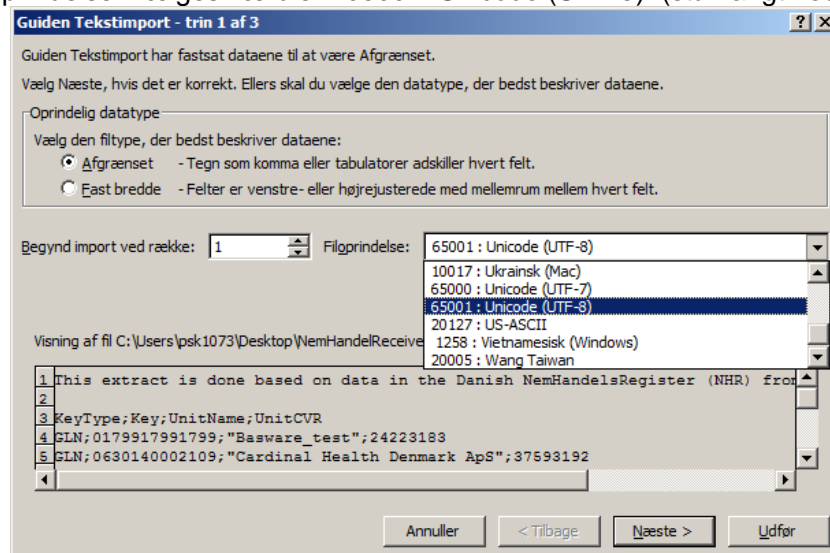 Guiden Tekstimport - trin 1 af 3
Guiden Tekstimport har fastsat dataene til at være Afgrænset.
Vælg Næste, hvis det er korrekt. Ellers skal du vælge den datatype, der bedst beskriver dataene.
Oprindelig datatype
Vælg den filtype, der bedst beskriver dataene:
Afgrænset - Tegn som komma eller tabulatorer adskiller hvert felt.
Fast bredde - Felter er venstre- eller højrejusterede med mellemrum mellem hvert felt.
Begynd import ved række: 1 Filoprindelse: 65001 : Unicode (UTF-8)
10017 : Ukrainsk (Mac)
65000 : Unicode (UTF-7)
65001 : Unicode (UTF-8)
20127 : US-ASCII
1258 : Vietnamesisk (Windows)
20005 : Wang Taiwan
Visning af fil C:\Users\psk1073\Desktop\NemHandelReceive
1 This extract is done based on data in the Danish NemHandelsRegister (NHR) from
2
3 KeyType;Key;UnitName;UnitCVR
4 GLN;0179917991799;"Basware_test";24223183
5 GLN;0630140002109;"Cardinal Health Denmark ApS";37593192
Annuller < Tilbage Næste > Udfør